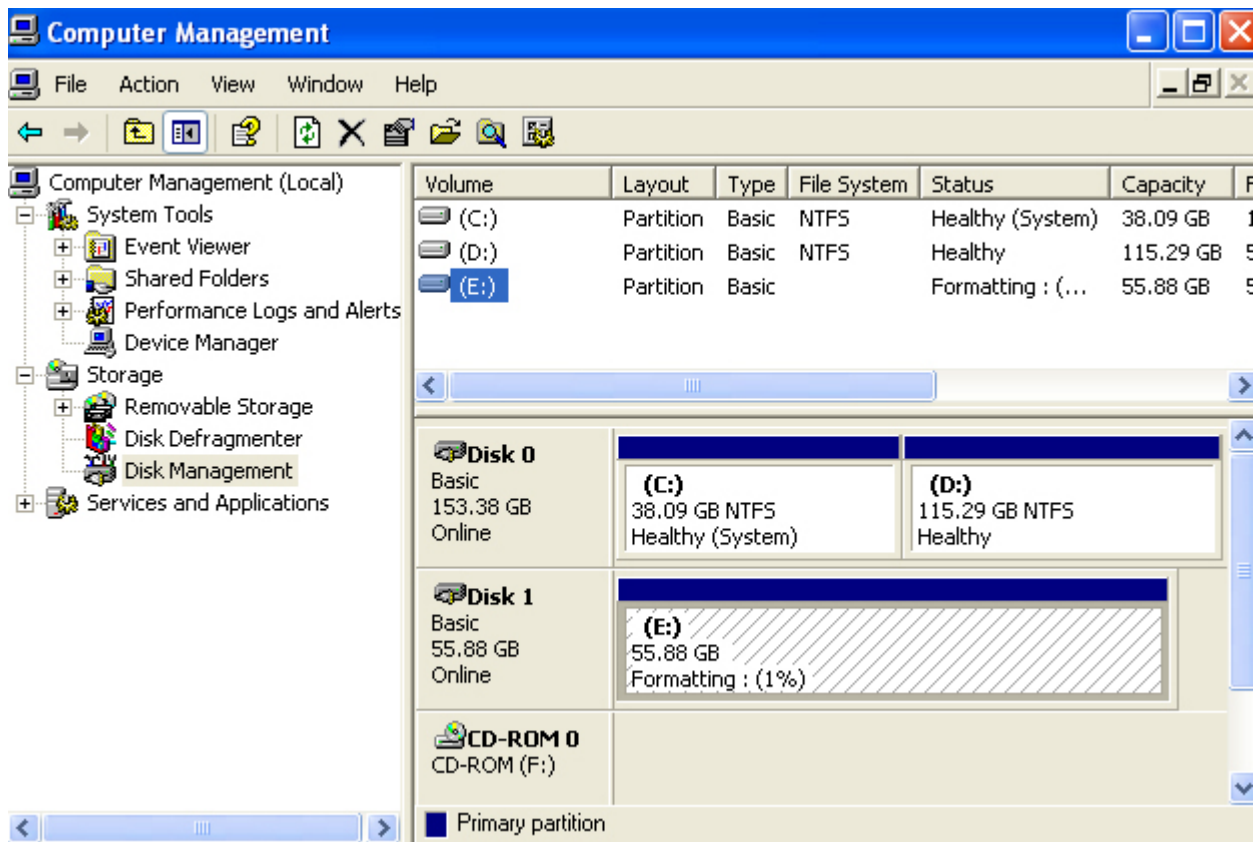 Computer Management
File Action View Window Help
Computer Management (Local)
System Tools
Event Viewer
Shared Folders
Performance Logs and Alerts
Device Manager
Storage
Removable Storage
Disk Defragmenter
Disk Management
Services and Applications
Volume Layout Type File System Status Capacity F
(C:) Partition Basic NTFS Healthy (System) 38.09 GB 1
(D:) Partition Basic NTFS Healthy 115.29 GB 5
(E:) Partition Basic Formatting : (... 55.88 GB 5
Disk 0
Basic
153.38 GB
Online
(C:)
38.09 GB NTFS
Healthy (System)
(D:)
115.29 GB NTFS
Healthy
Disk 1
Basic
55.88 GB
Online
(E:)
55.88 GB
Formatting : (1%)
CD-ROM 0
CD-ROM (F:)
Primary partition